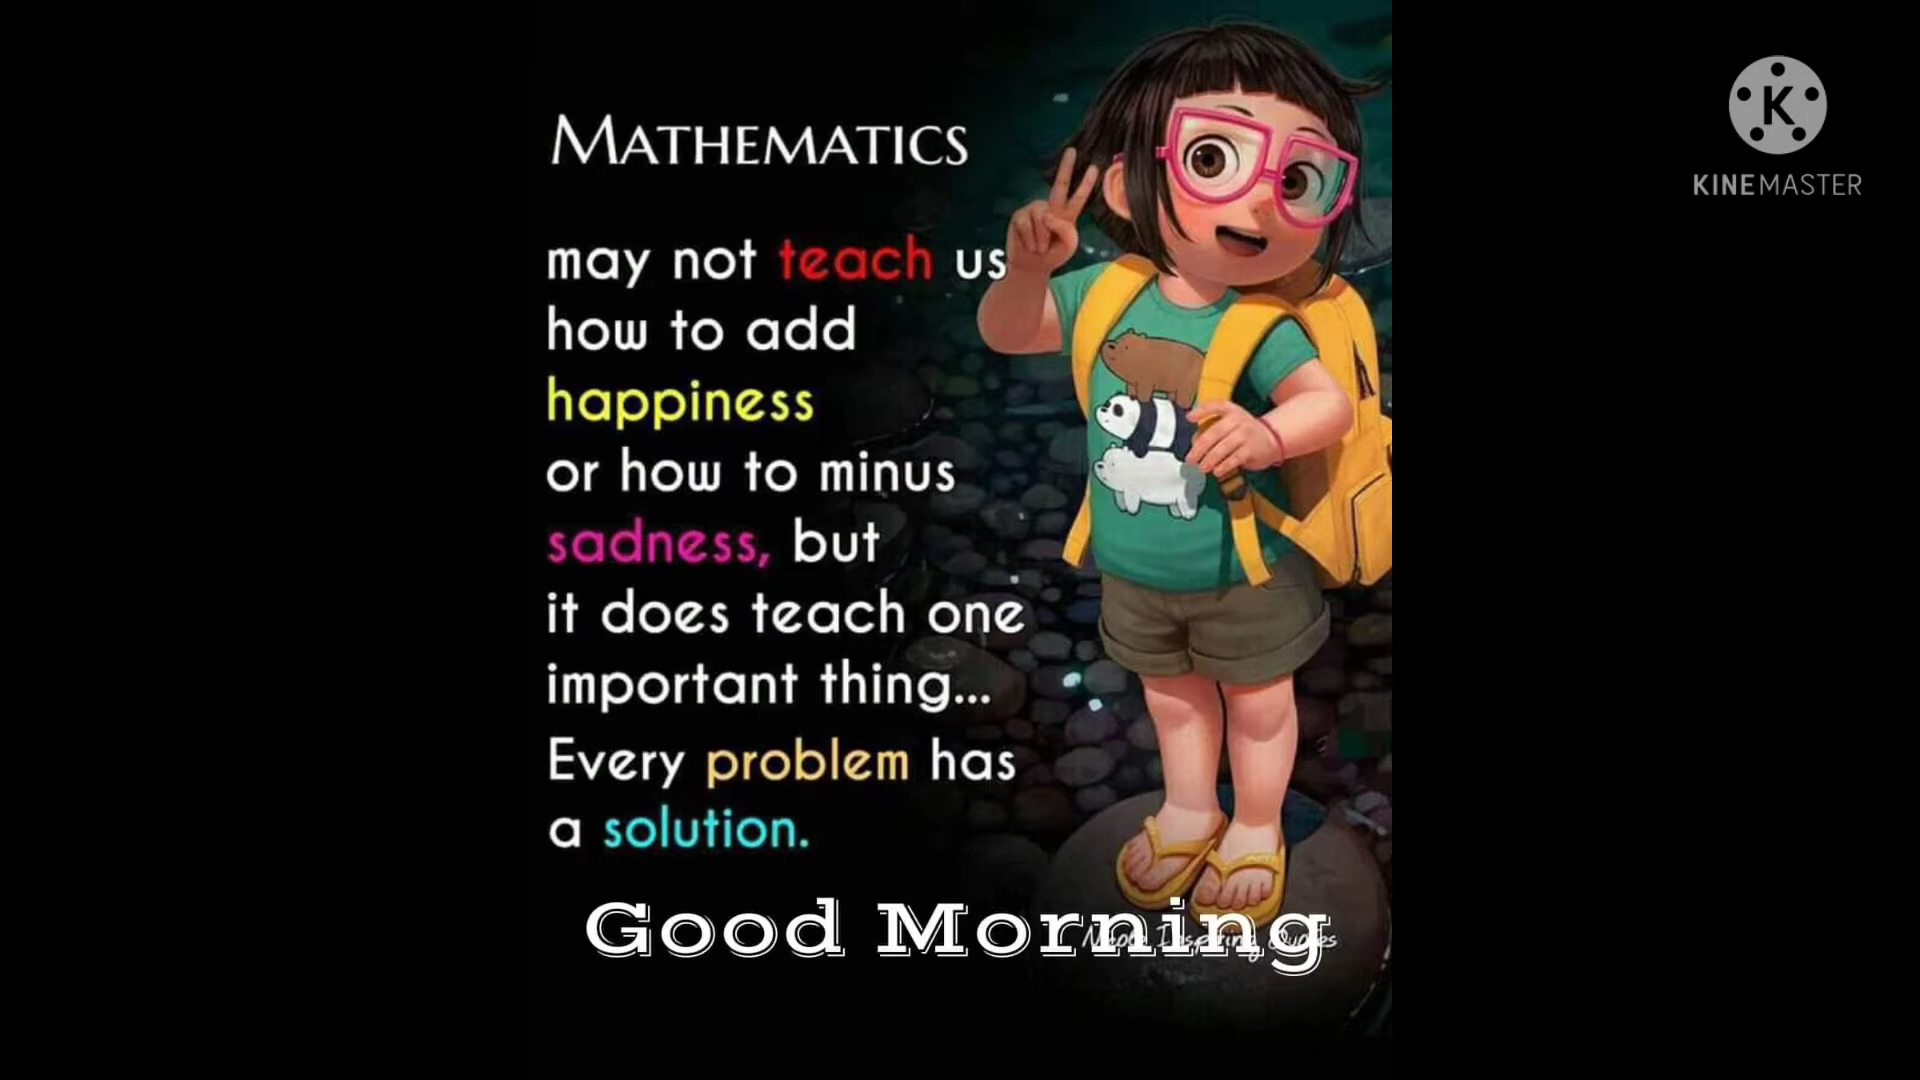 MATHEMATICS
may not teach us
how to add
happiness
or how to minus
sadness, but
it does teach one
important thing...
Every problem has
a solution.
Good Morning
Quotes
K
KINEMASTER